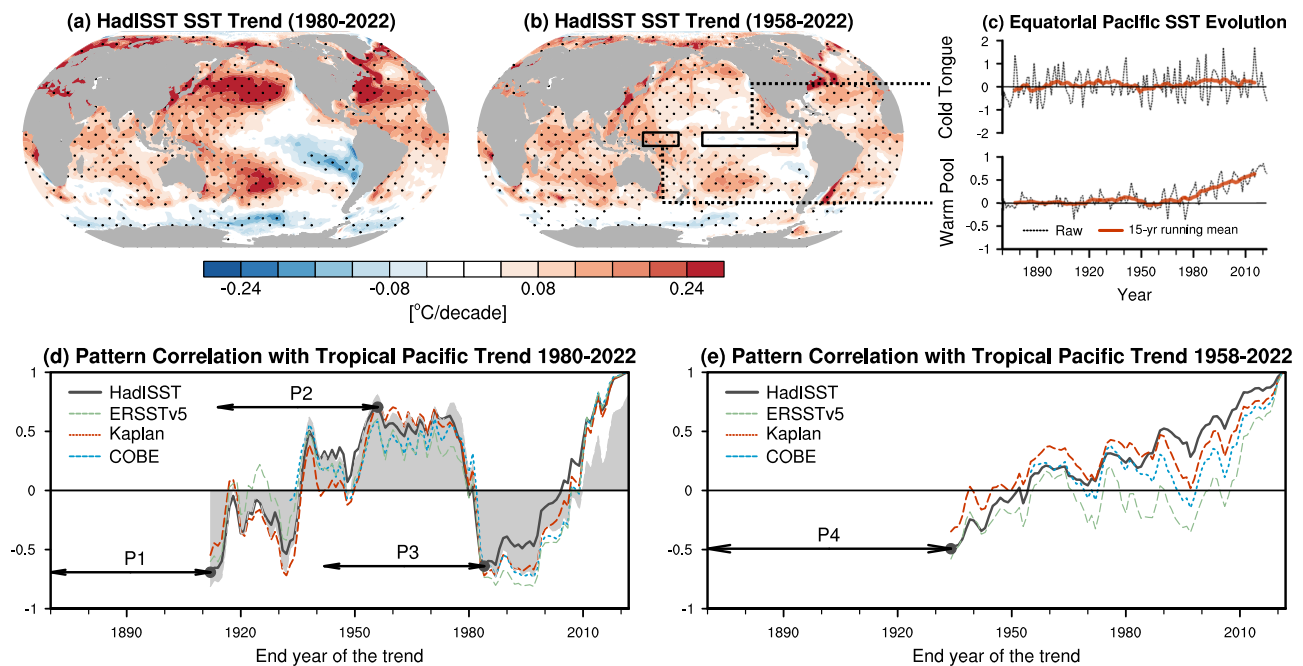 (a) HadISST SST Trend (1980-2022)
(b) HadISST SST Trend (1958-2022)
(c) Equatorial Pacific SST Evolution
2
1
0
-1
-2
Cold Tongue
1
0.5
0
-0.5
-1
Warm Pool
Raw
15-yr running mean
1890 1920 1950 1980 2010
Year
-0.24 -0.08 0.08 0.24
[°C/decade]
(d) Pattern Correlation with Tropical Pacific Trend 1980-2022
1
0.5
0
-0.5
-1
HadISST
ERSSTv5
Kaplan
COBE
P2
P1
P3
1890 1920 1950 1980 2010
End year of the trend
(e) Pattern Correlation with Tropical Pacific Trend 1958-2022
1
0.5
0
-0.5
-1
HadISST
ERSSTv5
Kaplan
COBE
P4
1890 1920 1950 1980 2010
End year of the trend